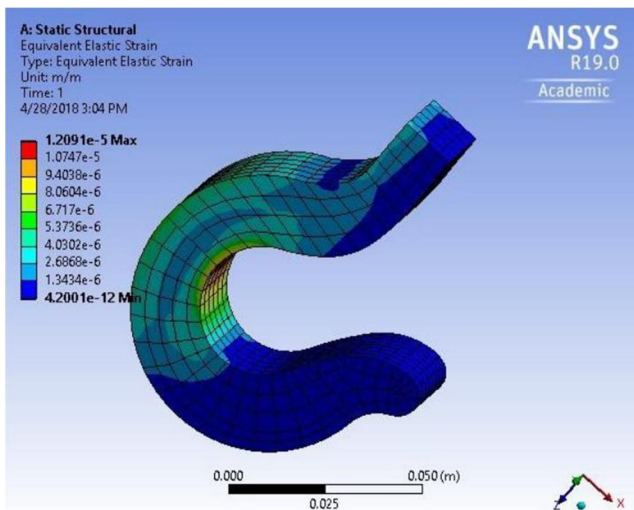 A: Static Structural
Equivalent Elastic Strain
Type: Equivalent Elastic Strain
Unit: m/m
Time: 1
4/28/2018 3:04 PM
ANSYS
R19.0
Academic
1.2091e-5 Max
1.0747e-5
9.4038e-6
8.0604e-6
6.717e-6
5.3736e-6
4.0302e-6
2.6868e-6
1.3434e-6
4.2001e-12 Min
0.000
0.050 (m)
0.025
Z
X